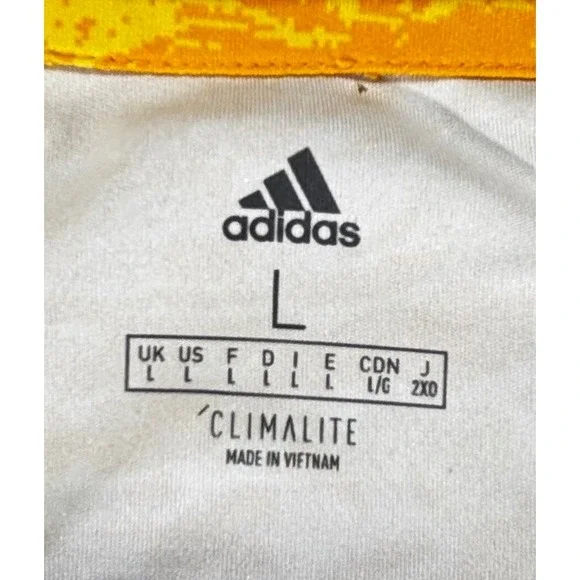 adidas
L
UK US F D I E CDN J
L L L L L L L/G 2XO
´CLIMALITE
MADE IN VIETNAM